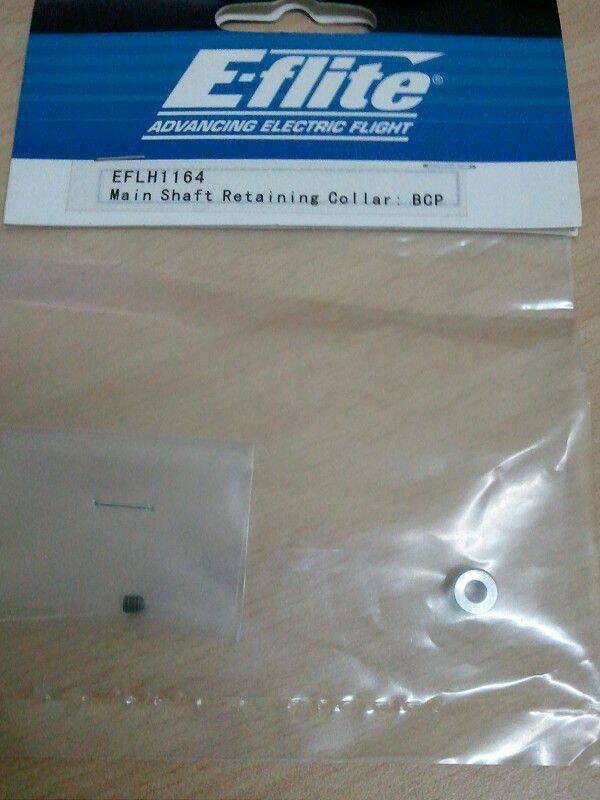 E-flite®
ADVANCING ELECTRIC FLIGHT
EFLH1164
Main Shaft Retaining Collar: BCP